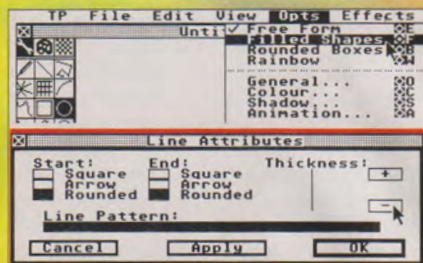 TP File Edit View Opts Effects
Unti
✓ Free Form E
Filled Shapes F
Rounded Boxes B
Rainbow W
General... O
Colour... C
Shadow... S
Animation... A
Line Attributes
Start: End: Thickness:
Square Square +
Arrow Arrow
Rounded Rounded -
Line Pattern:
Cancel Apply OK